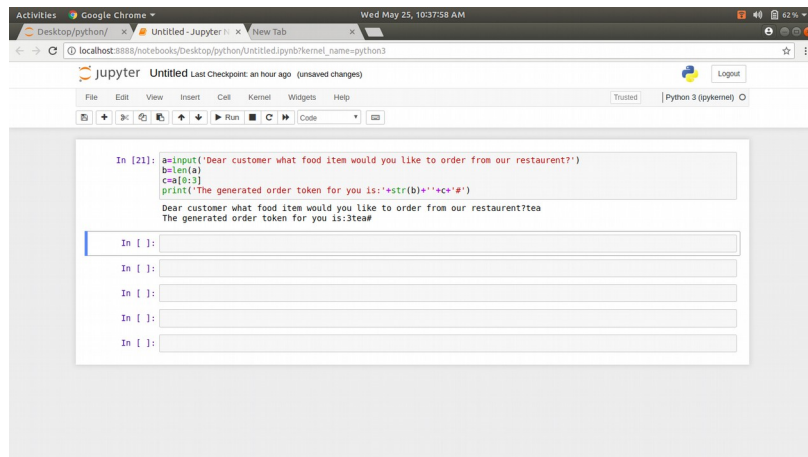 Activities Google Chrome Wed May 25, 10:37:58 AM 62%
Desktop/python/ Untitled - Jupyter N New Tab
localhost:8888/notebooks/Desktop/python/Untitled.ipynb?kernel_name=python3
jupyter Untitled Last Checkpoint: an hour ago (unsaved changes) Logout
File Edit View Insert Cell Kernel Widgets Help Trusted Python 3 (ipykernel)
Run Code
In [21]: a=input('Dear customer what food item would you like to order from our restaurent?')
b=len(a)
c=a[0:3]
print('The generated order token for you is:'+str(b)+''+c+'#')
Dear customer what food item would you like to order from our restaurent?tea
The generated order token for you is:3tea#
In [ ]:
In [ ]:
In [ ]:
In [ ]:
In [ ]: